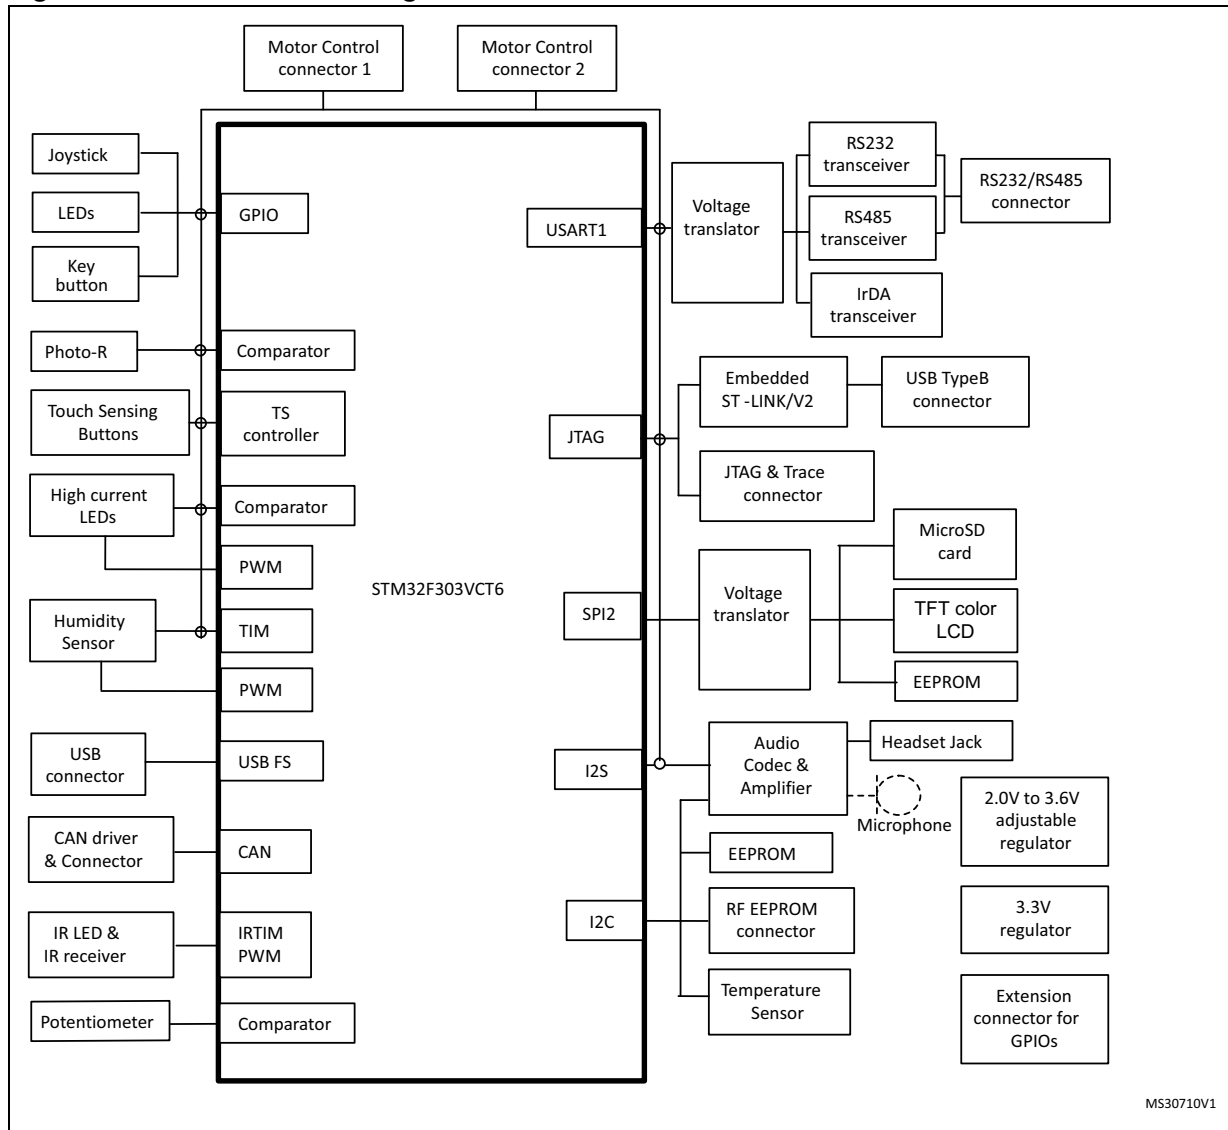 Motor Control
connector 1
Motor Control
connector 2
Joystick
LEDs
Key
button
Photo-R
Touch Sensing
Buttons
High current
LEDs
Humidity
Sensor
USB
connector
CAN driver
& Connector
IR LED &
IR receiver
Potentiometer
GPIO
Comparator
TS
controller
Comparator
PWM
TIM
PWM
USB FS
CAN
IRTIM
PWM
Comparator
STM32F303VCT6
USART1
JTAG
SPI2
I2S
I2C
Voltage
translator
RS232
transceiver
RS485
transceiver
IrDA
transceiver
RS232/RS485
connector
Embedded
ST -LINK/V2
USB TypeB
connector
JTAG & Trace
connector
Voltage
translator
MicroSD
card
TFT color
LCD
EEPROM
Audio
Codec &
Amplifier
Headset Jack
Microphone
EEPROM
RF EEPROM
connector
Temperature
Sensor
2.0V to 3.6V
adjustable
regulator
3.3V
regulator
Extension
connector for
GPIOs
MS30710V1